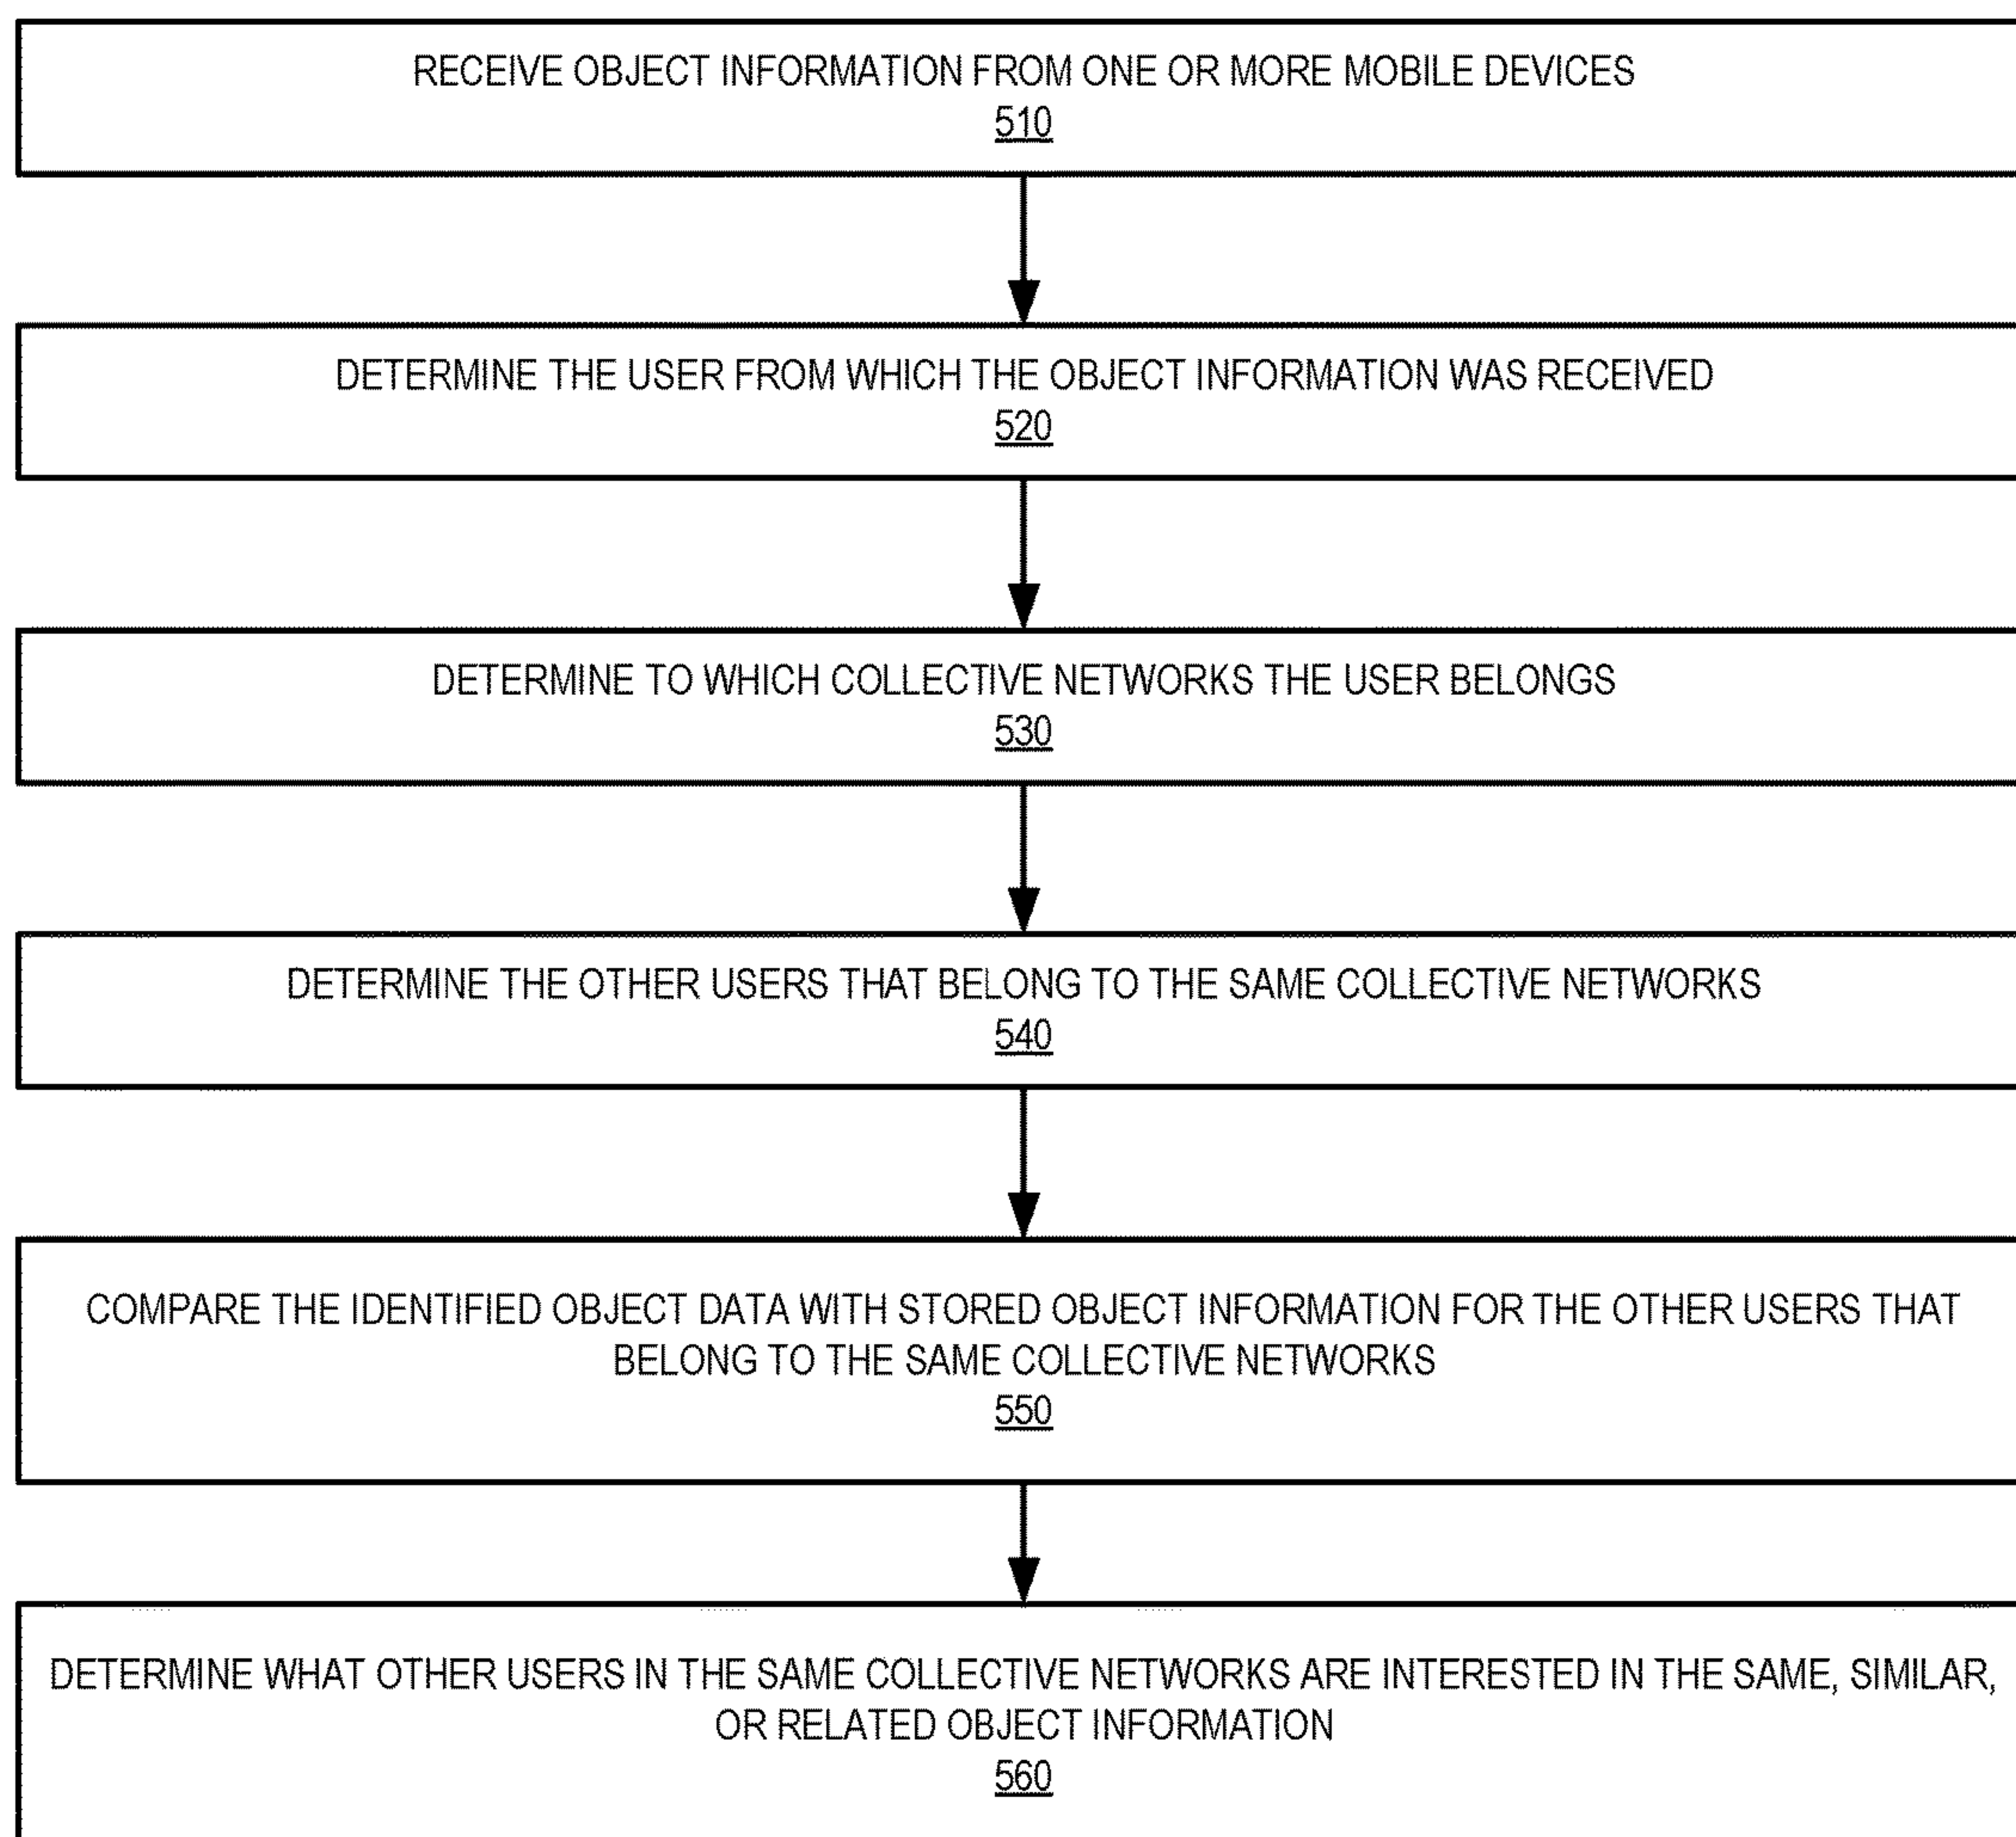 RECEIVE OBJECT INFORMATION FROM ONE OR MORE MOBILE DEVICES
510
DETERMINE THE USER FROM WHICH THE OBJECT INFORMATION WAS RECEIVED
520
DETERMINE TO WHICH COLLECTIVE NETWORKS THE USER BELONGS
530
DETERMINE THE OTHER USERS THAT BELONG TO THE SAME COLLECTIVE NETWORKS
540
COMPARE THE IDENTIFIED OBJECT DATA WITH STORED OBJECT INFORMATION FOR THE OTHER USERS THAT
BELONG TO THE SAME COLLECTIVE NETWORKS
550
DETERMINE WHAT OTHER USERS IN THE SAME COLLECTIVE NETWORKS ARE INTERESTED IN THE SAME, SIMILAR,
OR RELATED OBJECT INFORMATION
560